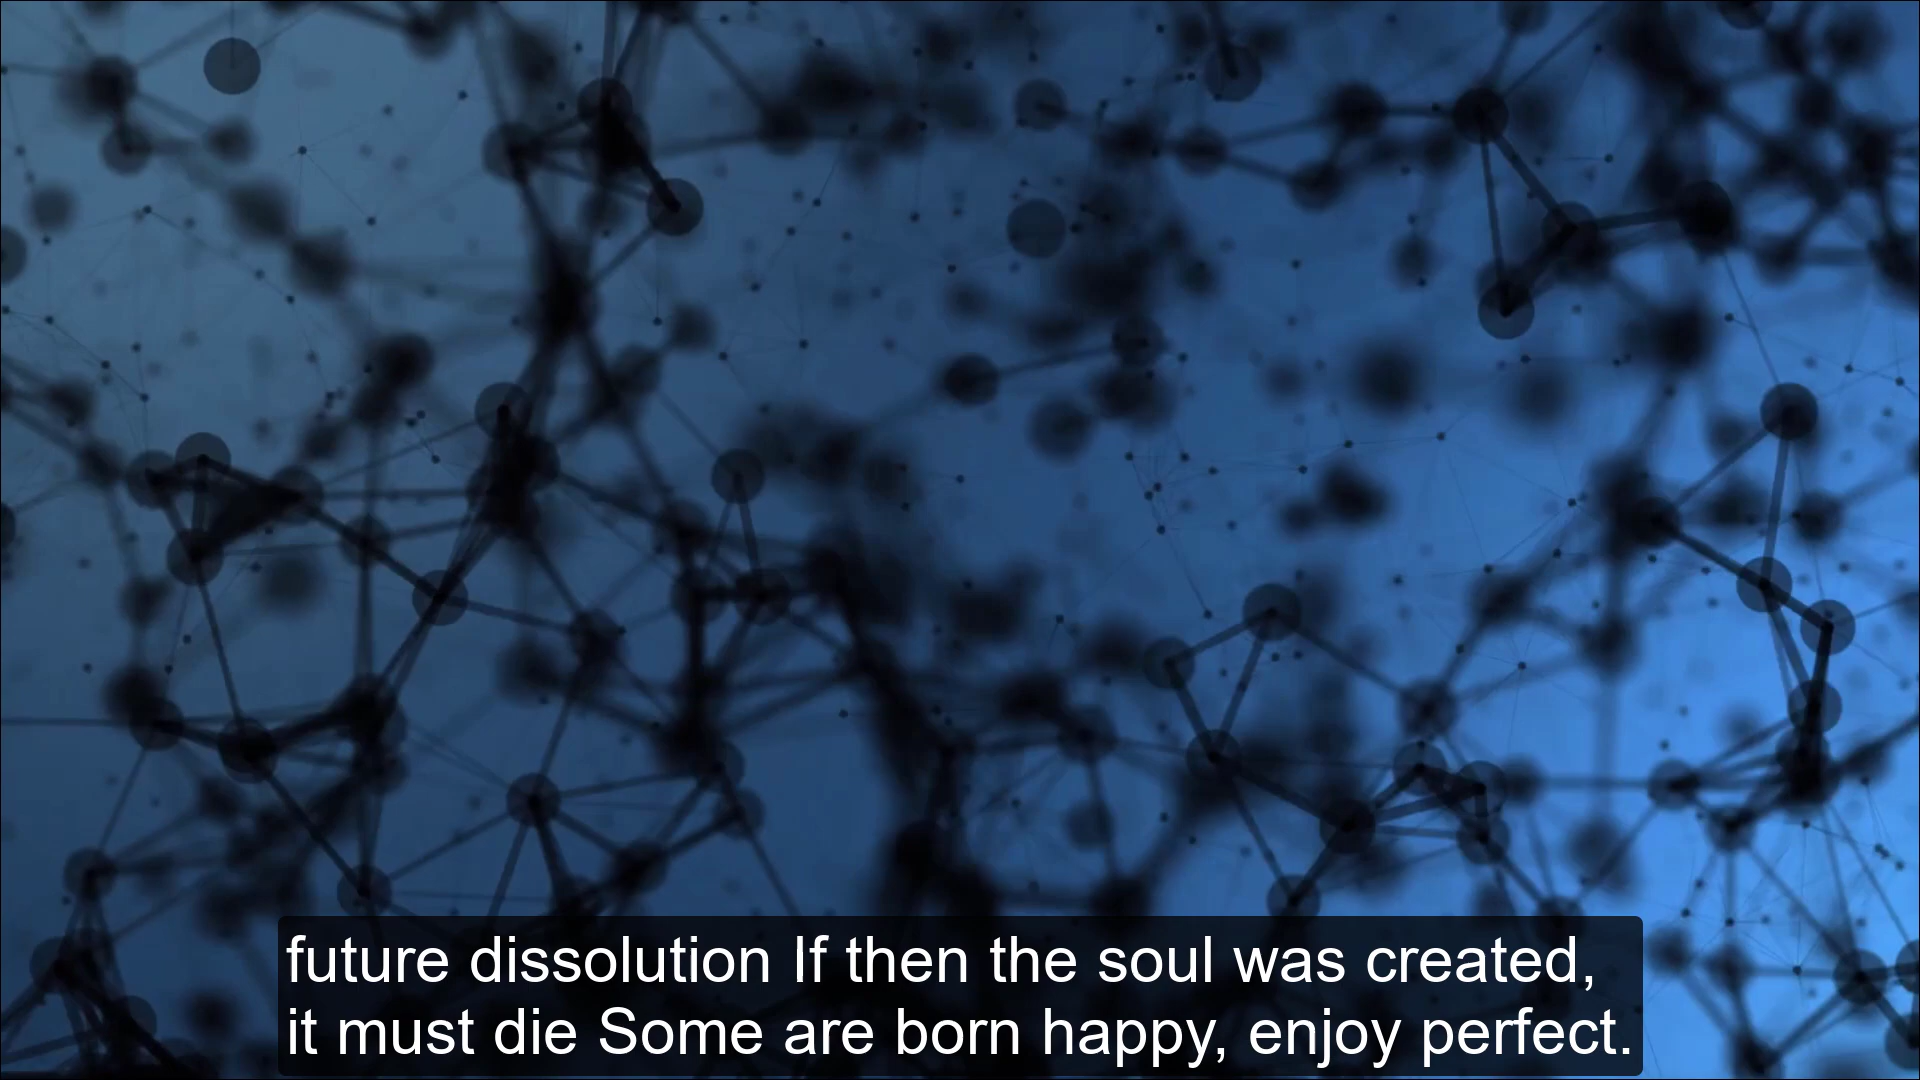 future dissolution If then the soul was created,
it must die Some are born happy, enjoy perfect.